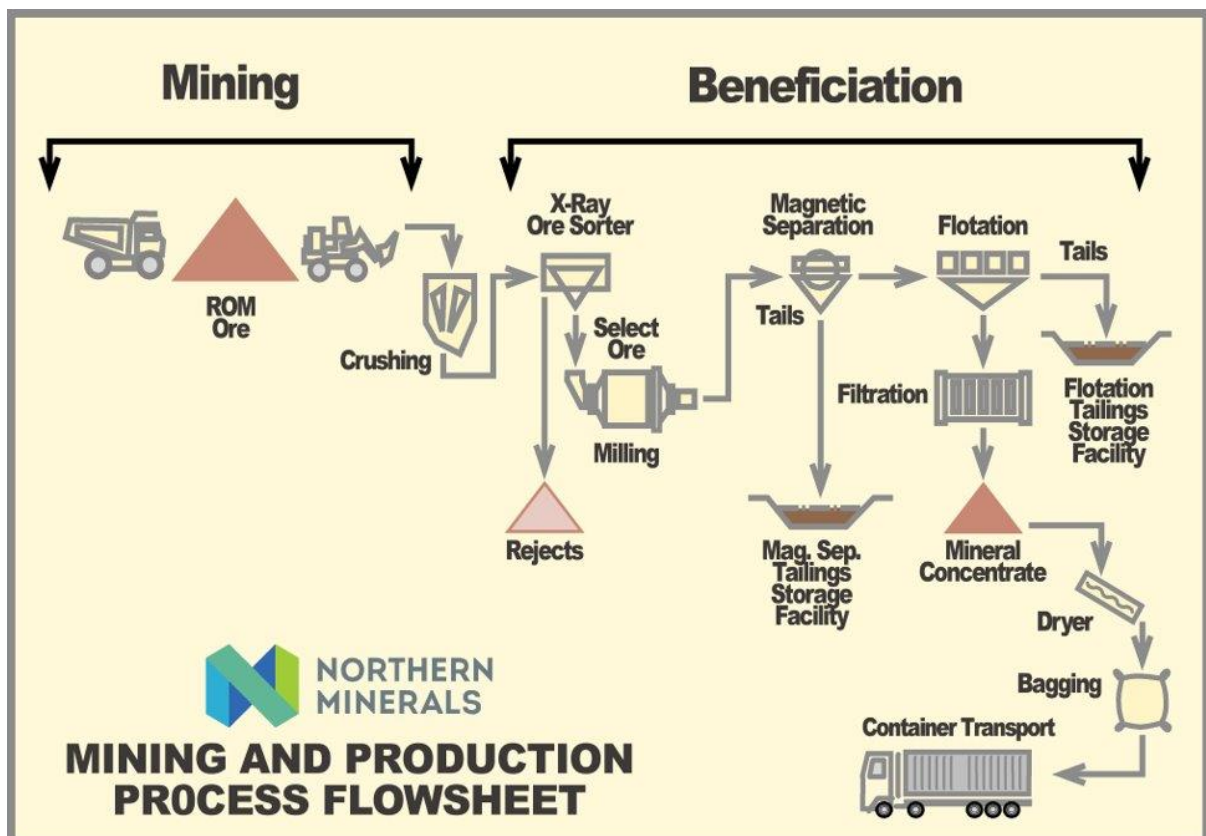 Mining
Beneficiation
ROM
Ore
Crushing
X-Ray
Ore Sorter
Select
Ore
Milling
Rejects
Magnetic
Separation
Tails
Mag. Sep.
Tailings
Storage
Facility
Flotation
Tails
Flotation
Tailings
Storage
Facility
Filtration
Mineral
Concentrate
Dryer
Bagging
Container Transport
NORTHERN
MINERALS
MINING AND PRODUCTION
PR0CESS FLOWSHEET